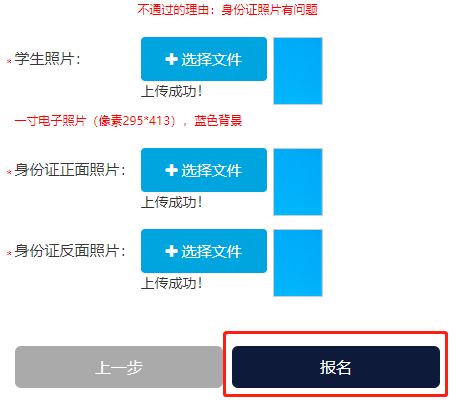 不通过的理由：身份证照片有问题
*学生照片：
选择文件
上传成功！
一寸电子照片（像素295*413），蓝色背景
*身份证正面照片：
选择文件
上传成功！
*身份证反面照片：
选择文件
上传成功！
上一步
报名